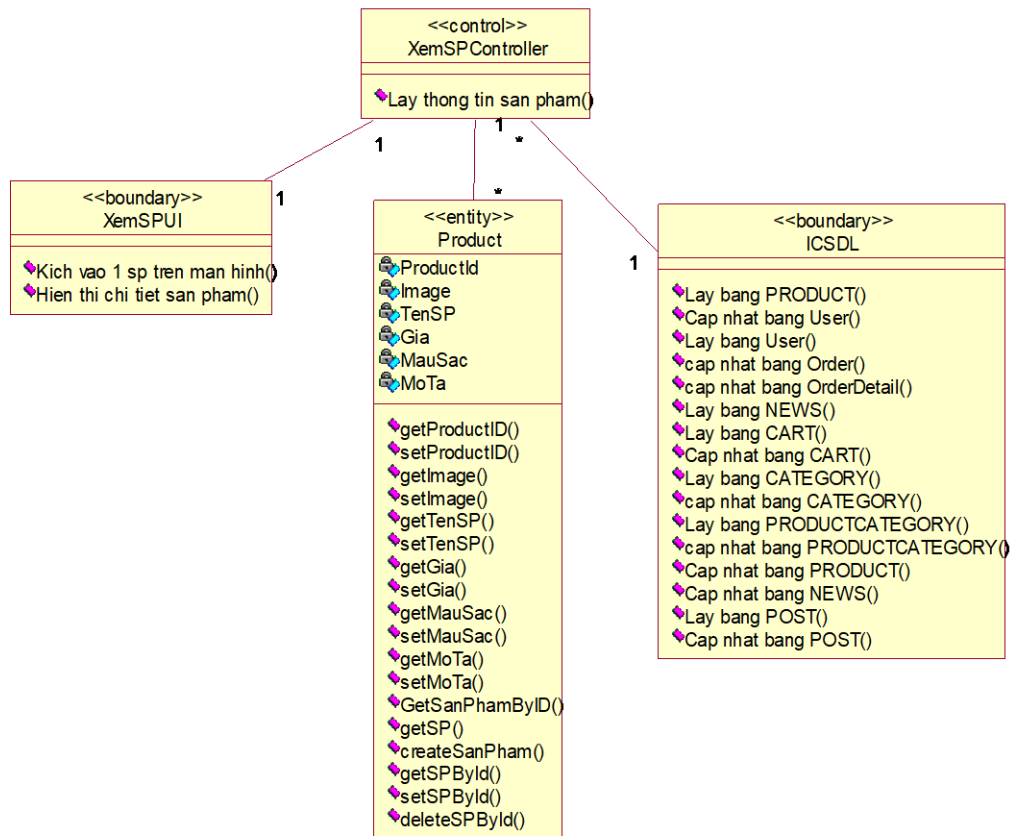 <<control>>
XemSPController
Lay thong tin san pham()
1
1
*
1
*
1
<<boundary>>
XemSPUI
Kich vao 1 sp tren man hinh()
Hien thi chi tiet san pham()
<<entity>>
Product
ProductId
Image
TenSP
Gia
MauSac
MoTa
getProductID()
setProductID()
getImage()
setImage()
getTenSP()
setTenSP()
getGia()
setGia()
getMauSac()
setMauSac()
getMoTa()
setMoTa()
GetSanPhamByID()
getSP()
createSanPham()
getSPById()
setSPById()
deleteSPById()
<<boundary>>
ICSDL
Lay bang PRODUCT()
Cap nhat bang User()
Lay bang User()
cap nhat bang Order()
cap nhat bang OrderDetail()
Lay bang NEWS()
Lay bang CART()
Cap nhat bang CART()
Lay bang CATEGORY()
cap nhat bang CATEGORY()
Lay bang PRODUCTCATEGORY()
cap nhat bang PRODUCTCATEGORY()
Cap nhat bang PRODUCT()
Cap nhat bang NEWS()
Lay bang POST()
Cap nhat bang POST()